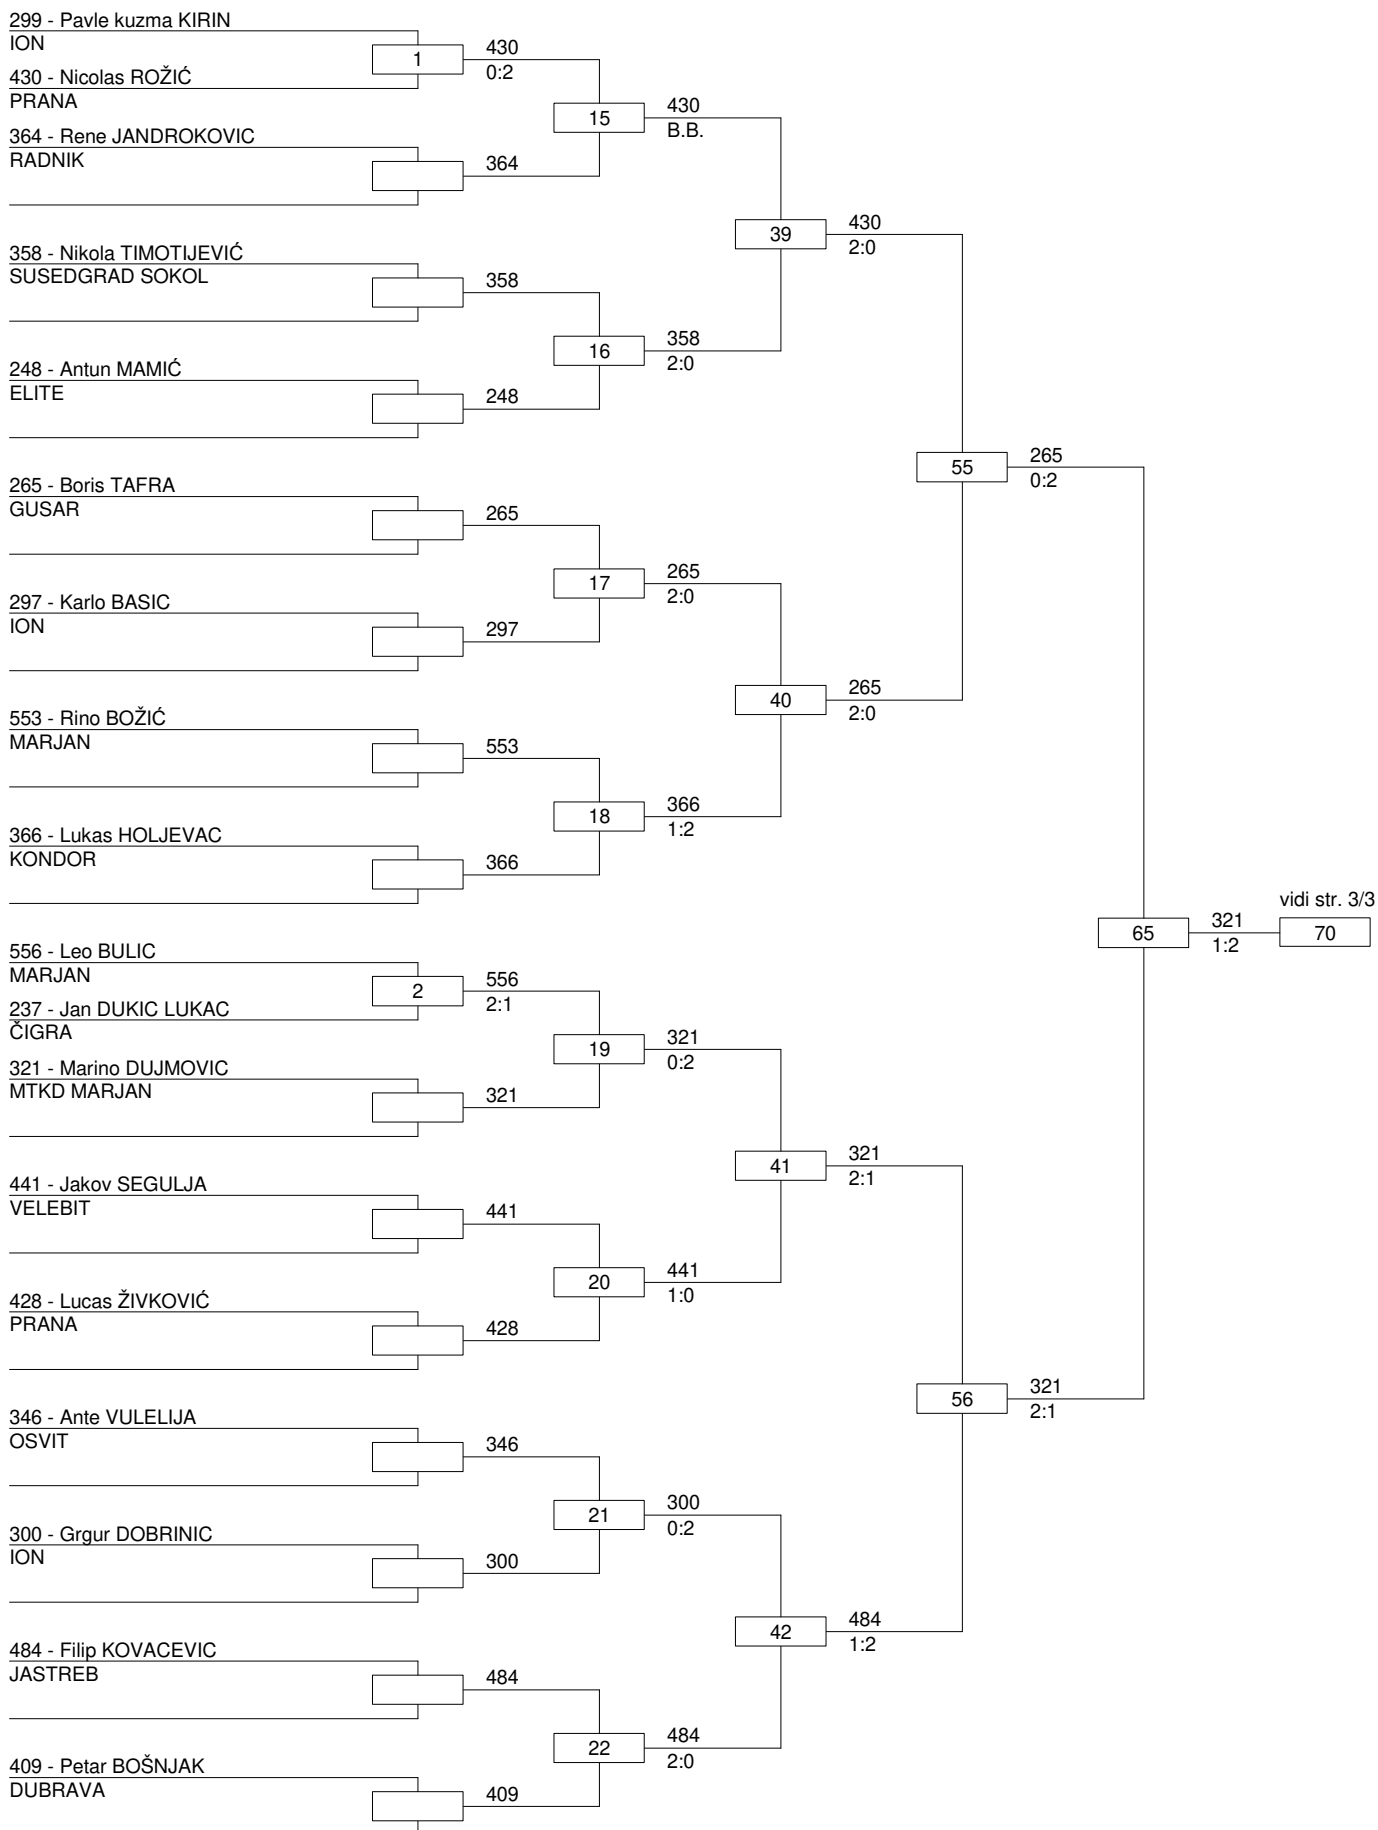 299 - Pavle kuzma KIRIN
ION
1
430
0:2
430 - Nicolas ROŽIĆ
PRANA
15
430
B.B.
364 - Rene JANDROKOVIC
RADNIK
364
39
430
2:0
358 - Nikola TIMOTIJEVIĆ
SUSEDGRAD SOKOL
358
16
358
2:0
248 - Antun MAMIĆ
ELITE
248
55
265
0:2
265 - Boris TAFRA
GUSAR
265
17
265
2:0
297 - Karlo BASIC
ION
297
40
265
2:0
553 - Rino BOŽIĆ
MARJAN
553
18
366
1:2
366 - Lukas HOLJEVAC
KONDOR
366
vidi str. 3/3
65
321
1:2
70
556 - Leo BULIC
MARJAN
2
556
2:1
237 - Jan DUKIC LUKAC
ČIGRA
19
321
0:2
321 - Marino DUJMOVIC
MTKD MARJAN
321
41
321
2:1
441 - Jakov SEGULJA
VELEBIT
441
20
441
1:0
428 - Lucas ŽIVKOVIĆ
PRANA
428
56
321
2:1
346 - Ante VULELIJA
OSVIT
346
21
300
0:2
300 - Grgur DOBRINIC
ION
300
42
484
1:2
484 - Filip KOVACEVIC
JASTREB
484
22
484
2:0
409 - Petar BOŠNJAK
DUBRAVA
409